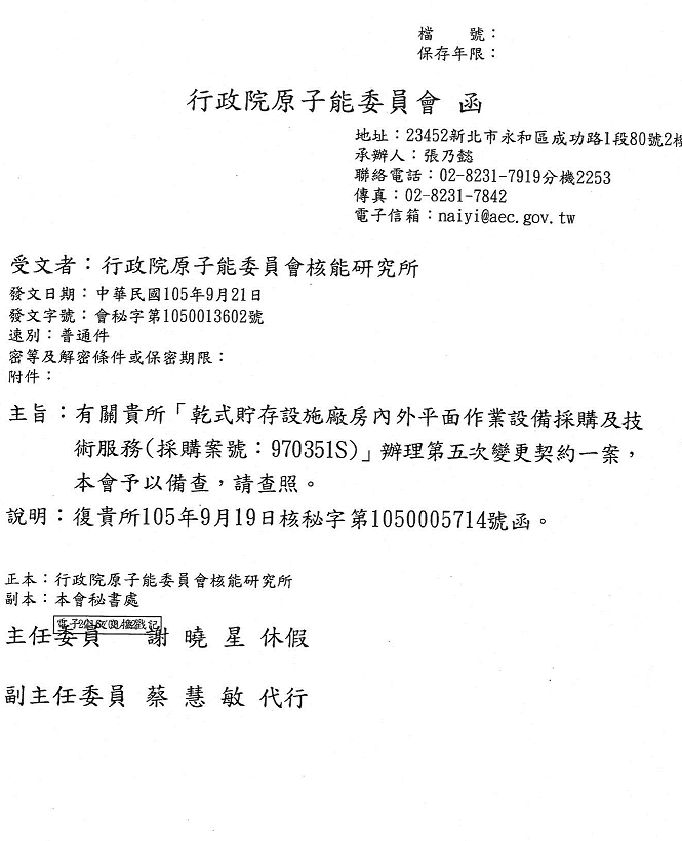 檔　　號：
保存年限：
行政院原子能委員會 函
地址：23452新北市永和區成功路1段80號2
承辦人：張乃懿
聯絡電話：02-8231-7919分機2253
傳真：02-8231-7842
電子信箱：naiyi@aec.gov.tw
受文者：行政院原子能委員會核能研究所
發文日期：中華民國105年9月21日
發文字號：會秘字第1050013602號
速別：普通件
密等及解密條件或保密期限：
附件：
主旨：有關貴所「乾式貯存設施廠房內外平面作業設備採購及技
術服務(採購案號：970351S)」辦理第五次變更契約一案，
本會予以備查，請查照。
說明：復貴所105年9月19日核秘字第1050005714號函。
正本：行政院原子能委員會核能研究所
副本：本會秘書處
主任委員　謝 曉 星 休假
副主任委員 蔡 慧 敏 代行